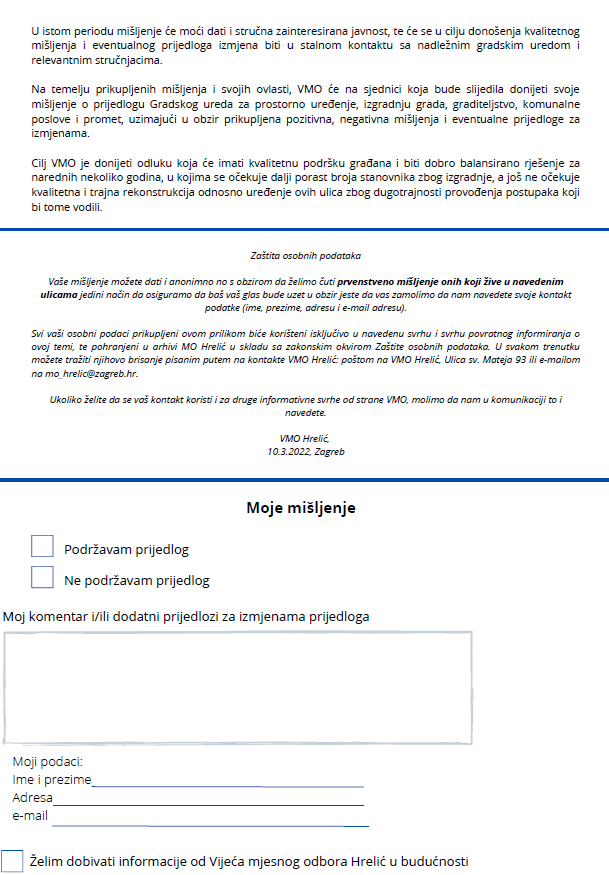 U istom periodu mišljenje će moći dati i stručna zainteresirana javnost, te će se u cilju donošenja kvalitetnog
mišljenja i eventualnog prijedloga izmjena biti u stalnom kontaktu sa nadležnim gradskim uredom i
relevantnim stručnjacima.
Na temelju prikupljenih mišljenja i svojih ovlasti, VMO će na sjednici koja bude slijedila donijeti svoje
mišljenje o prijedlogu Gradskog ureda za prostorno uređenje, izgradnju grada, graditeljstvo, komunalne
poslove i promet, uzimajući u obzir prikupljena pozitivna, negativna mišljenja i eventualne prijedloge za
izmjenama.
Cilj VMO je donijeti odluku koja će imati kvalitetnu podršku građana i biti dobro balansirano rješenje za
narednih nekoliko godina, u kojima se očekuje dalji porast broja stanovnika zbog izgradnje, a još ne očekuje
kvalitetna i trajna rekonstrukcija odnosno uređenje ovih ulica zbog dugotrajnosti provođenja postupaka koji
bi tome vodili.
Zaštita osobnih podataka
Vaše mišljenje možete dati i anonimno no s obzirom da želimo čuti prvenstveno mišljenje onih koji žive u navedenim
ulicama jedini način da osiguramo da baš vaš glas bude uzet u obzir jeste da vas zamolimo da nam navedete svoje kontakt
podatke (ime, prezime, adresu i e-mail adresu).
Svi vaši osobni podaci prikupljeni ovom prilikom biće korišteni isključivo u navedenu svrhu i svrhu povratnog informiranja o
ovoj temi, te pohranjeni u arhivi MO Hrelić u skladu sa zakonskim okvirom Zaštite osobnih podataka. U svakom trenutku
možete tražiti njihovo brisanje pisanim putem na kontakte VMO Hrelić: poštom na VMO Hrelić, Ulica sv. Mateja 93 ili e-mailom
na mo_hrelic@zagreb.hr.
Ukoliko želite da se vaš kontakt koristi i za druge informativne svrhe od strane VMO, molimo da nam u komunikaciji to i
navedete.
VMO Hrelić,
10.3.2022, Zagreb
Moje mišljenje
Podržavam prijedlog
Ne podržavam prijedlog
Moj komentar i/ili dodatni prijedlozi za izmjenama prijedloga
Moji podaci:
Ime i prezime
Adresa
e-mail
Želim dobivati informacije od Vijeća mjesnog odbora Hrelić u budućnosti